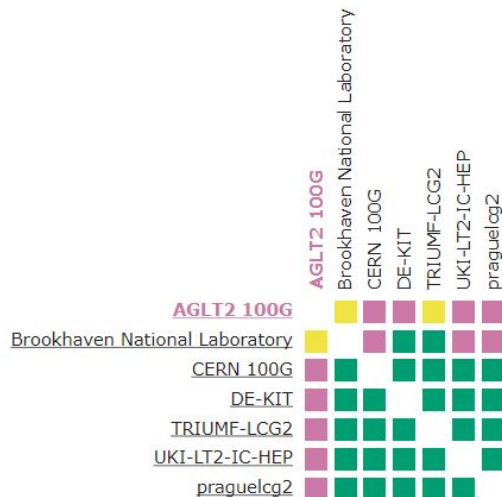 AGLT2 100G
Brookhaven National Laboratory
CERN 100G
DE-KIT
TRIUMF-LCG2
UKI-LT2-IC-HEP
praguelcg2
AGLT2 100G
Brookhaven National Laboratory
CERN 100G
DE-KIT
TRIUMF-LCG2
UKI-LT2-IC-HEP
praguelcg2